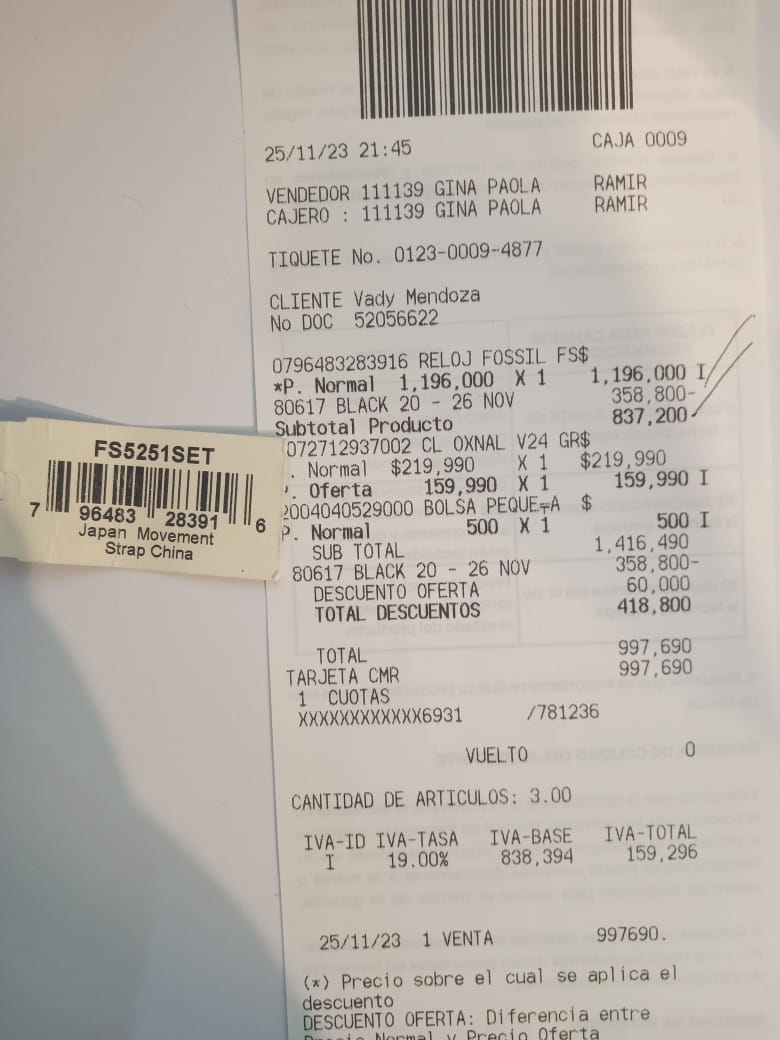 25/11/23 21:45 CAJA 0009
VENDEDOR 111139 GINA PAOLA RAMIR
CAJERO : 111139 GINA PAOLA RAMIR
TIQUETE No. 0123-0009-4877
CLIENTE Vady Mendoza
No DOC 52056622
0796483283916 RELOJ FOSSIL FS$
*P. Normal 1,196,000 X 1 1,196,000 I
80617 BLACK 20 - 26 NOV 358,800-
Subtotal Producto 837,200
072712937002 CL OXNAL V24 GR$
. Normal $219,990 X 1 $219,990
. Oferta 159,990 X 1 159,990 I
2004040529000 BOLSA PEQUE A $
P. Normal 500 X 1 500 I
SUB TOTAL 1,416,490
80617 BLACK 20 - 26 NOV 358,800-
DESCUENTO OFERTA 60,000
TOTAL DESCUENTOS 418,800
TOTAL 997,690
TARJETA CMR 997,690
1 CUOTAS
XXXXXXXXXXXX6931 /781236
VUELTO 0
CANTIDAD DE ARTICULOS: 3.00
IVA-ID IVA-TASA IVA-BASE IVA-TOTAL
I 19.00% 838,394 159,296
25/11/23 1 VENTA 997690.
(*) Precio sobre el cual se aplica el
descuento
DESCUENTO OFERTA: Diferencia entre
Precio Normal y Precio Oferta
FS5251SET
7 96483 28391 6
Japan Movement
Strap China